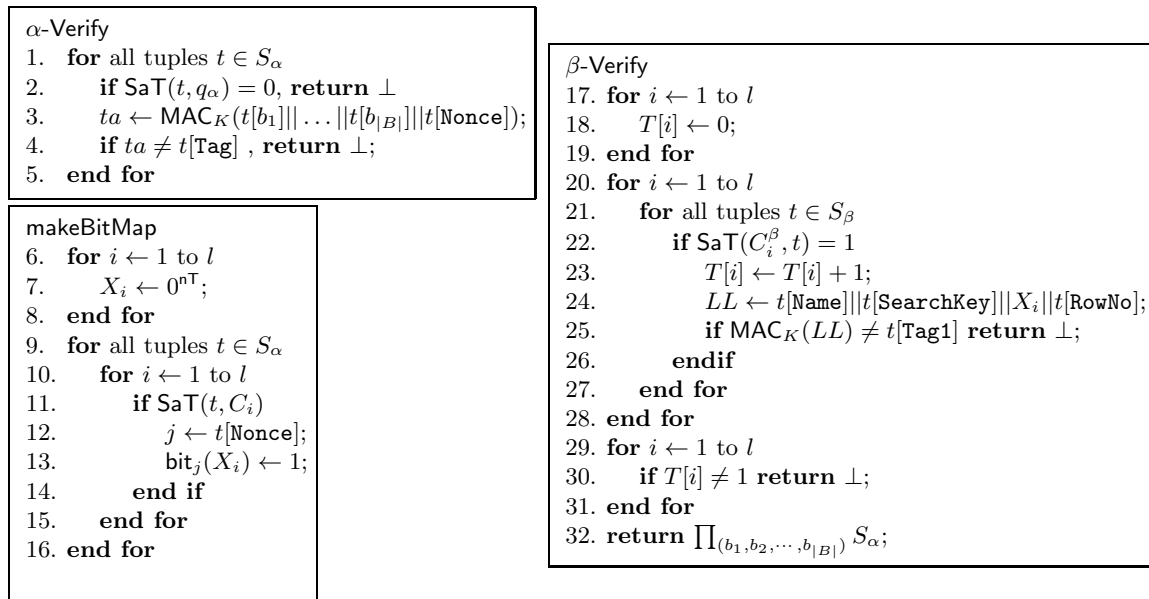 α-Verify
1. for all tuples t ∈ S_α
2. if SaT(t, q_α) = 0, return ⊥
3. ta ← MAC_K(t[b_1]|| . . . ||t[b_{|B|}]||t[Nonce]);
4. if ta ≠ t[Tag] , return ⊥;
5. end for
makeBitMap
6. for i ← 1 to l
7. X_i ← 0^{nT};
8. end for
9. for all tuples t ∈ S_α
10. for i ← 1 to l
11. if SaT(t, C_i)
12. j ← t[Nonce];
13. bit_j(X_i) ← 1;
14. end if
15. end for
16. end for
β-Verify
17. for i ← 1 to l
18. T[i] ← 0;
19. end for
20. for i ← 1 to l
21. for all tuples t ∈ S_β
22. if SaT(C_i^β, t) = 1
23. T[i] ← T[i] + 1;
24. LL ← t[Name]||t[SearchKey]||X_i||t[RowNo];
25. if MAC_K(LL) ≠ t[Tag1] return ⊥;
26. endif
27. end for
28. end for
29. for i ← 1 to l
30. if T[i] ≠ 1 return ⊥;
31. end for
32. return ∏_{(b_1,b_2,··· ,b_{|B|})} S_α;